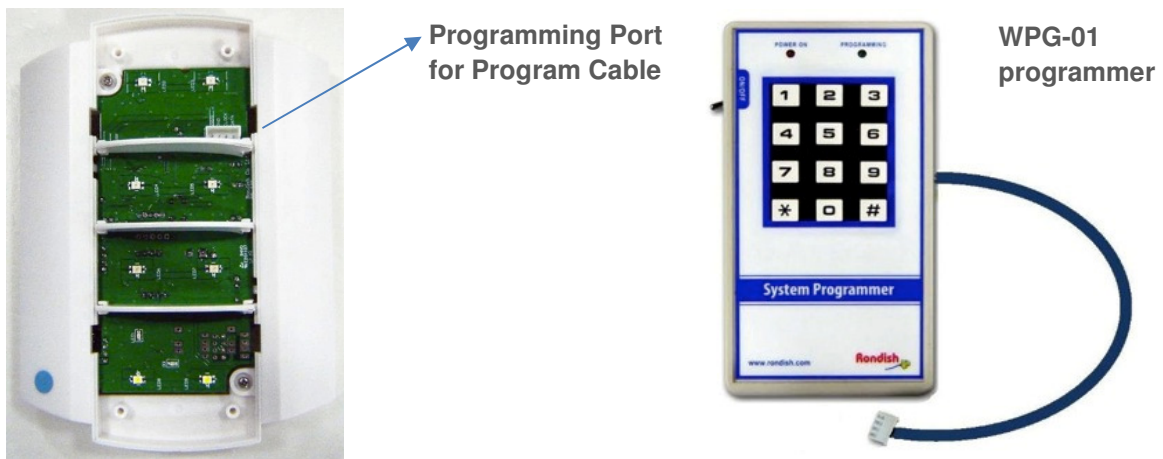 Programming Port
for Program Cable
WPG-01
programmer
POWER ON
PROGRAMMING
ON/OFF
1 2 3
4 5 6
7 8 9
* 0 #
System Programmer
www.rondish.com
Rondish